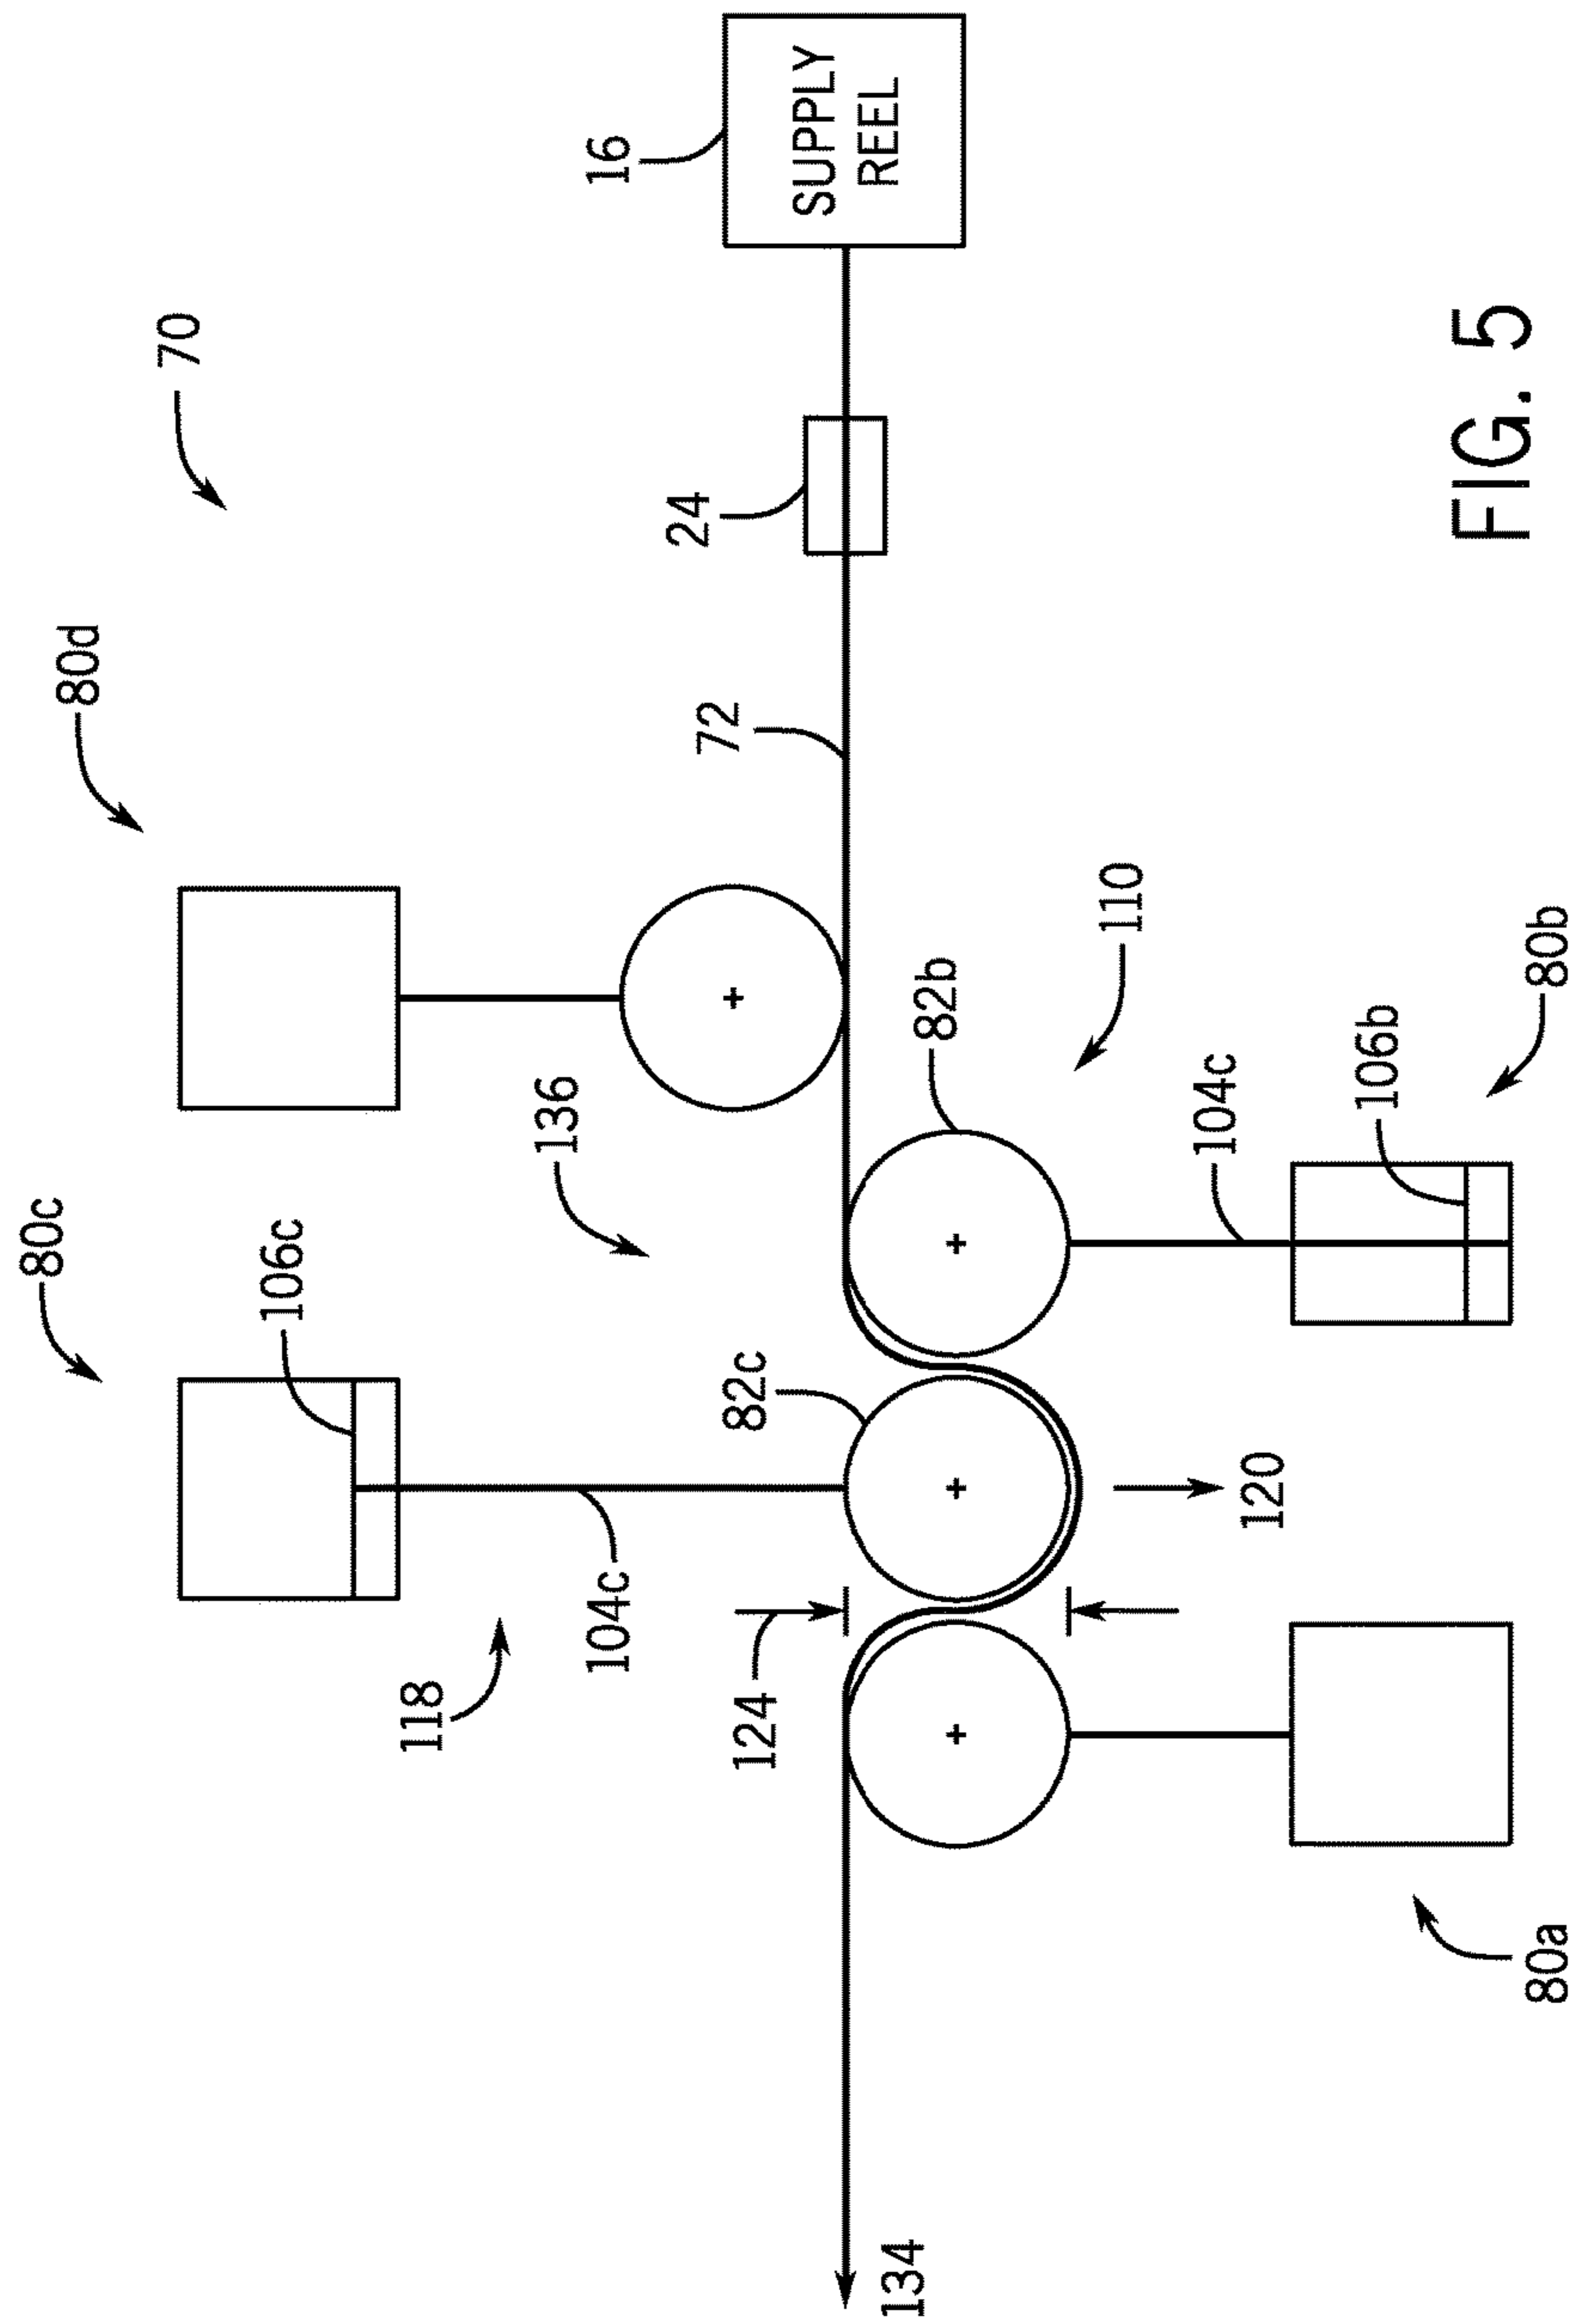 80c
80d
70
106c
118
136
104c
16
24
72
82c
124
SUPPLY
REEL
134
82b
110
104c
120
106b
80a
80b
FIG. 5